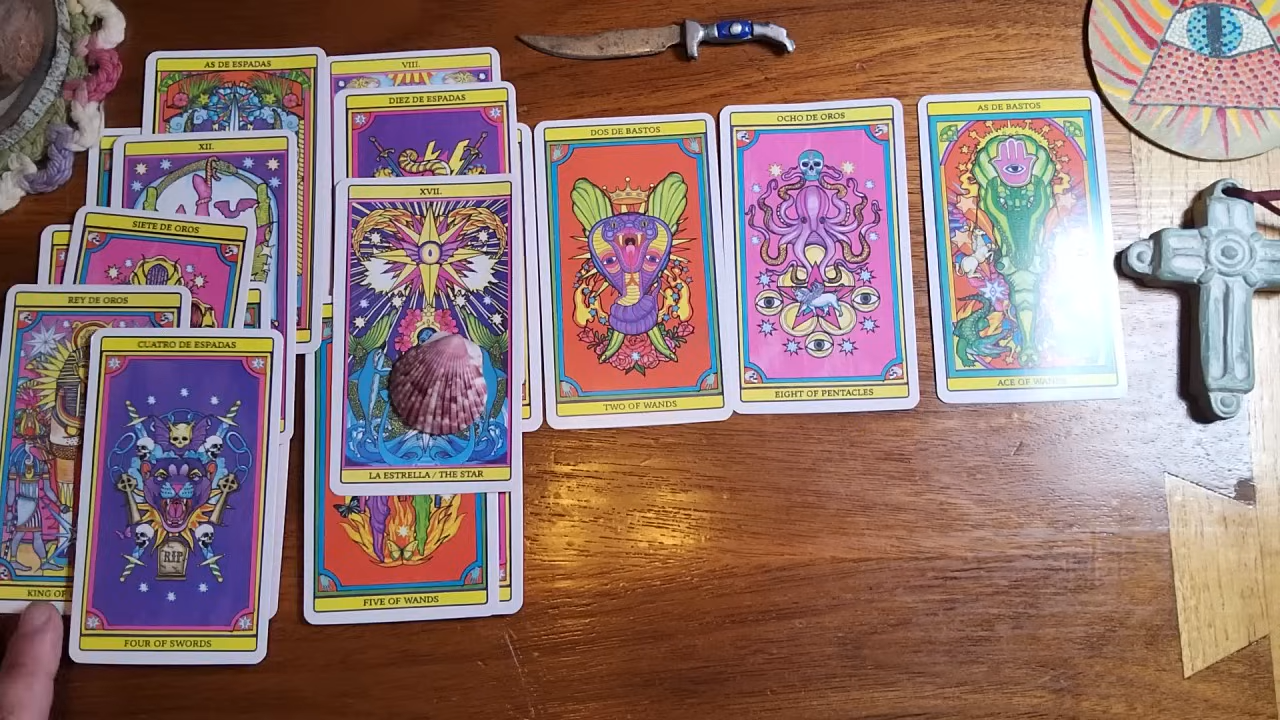 AS DE ESPADAS
VIII.
DIEZ DE ESPADAS
XII.
XVII.
SIETE DE OROS
REY DE OROS
CUATRO DE ESPADAS
RIP
KING OF
FOUR OF SWORDS
LA ESTRELLA / THE STAR
FIVE OF WANDS
DOS DE BASTOS
TWO OF WANDS
OCHO DE OROS
EIGHT OF PENTACLES
AS DE BASTOS
ACE OF WANDS